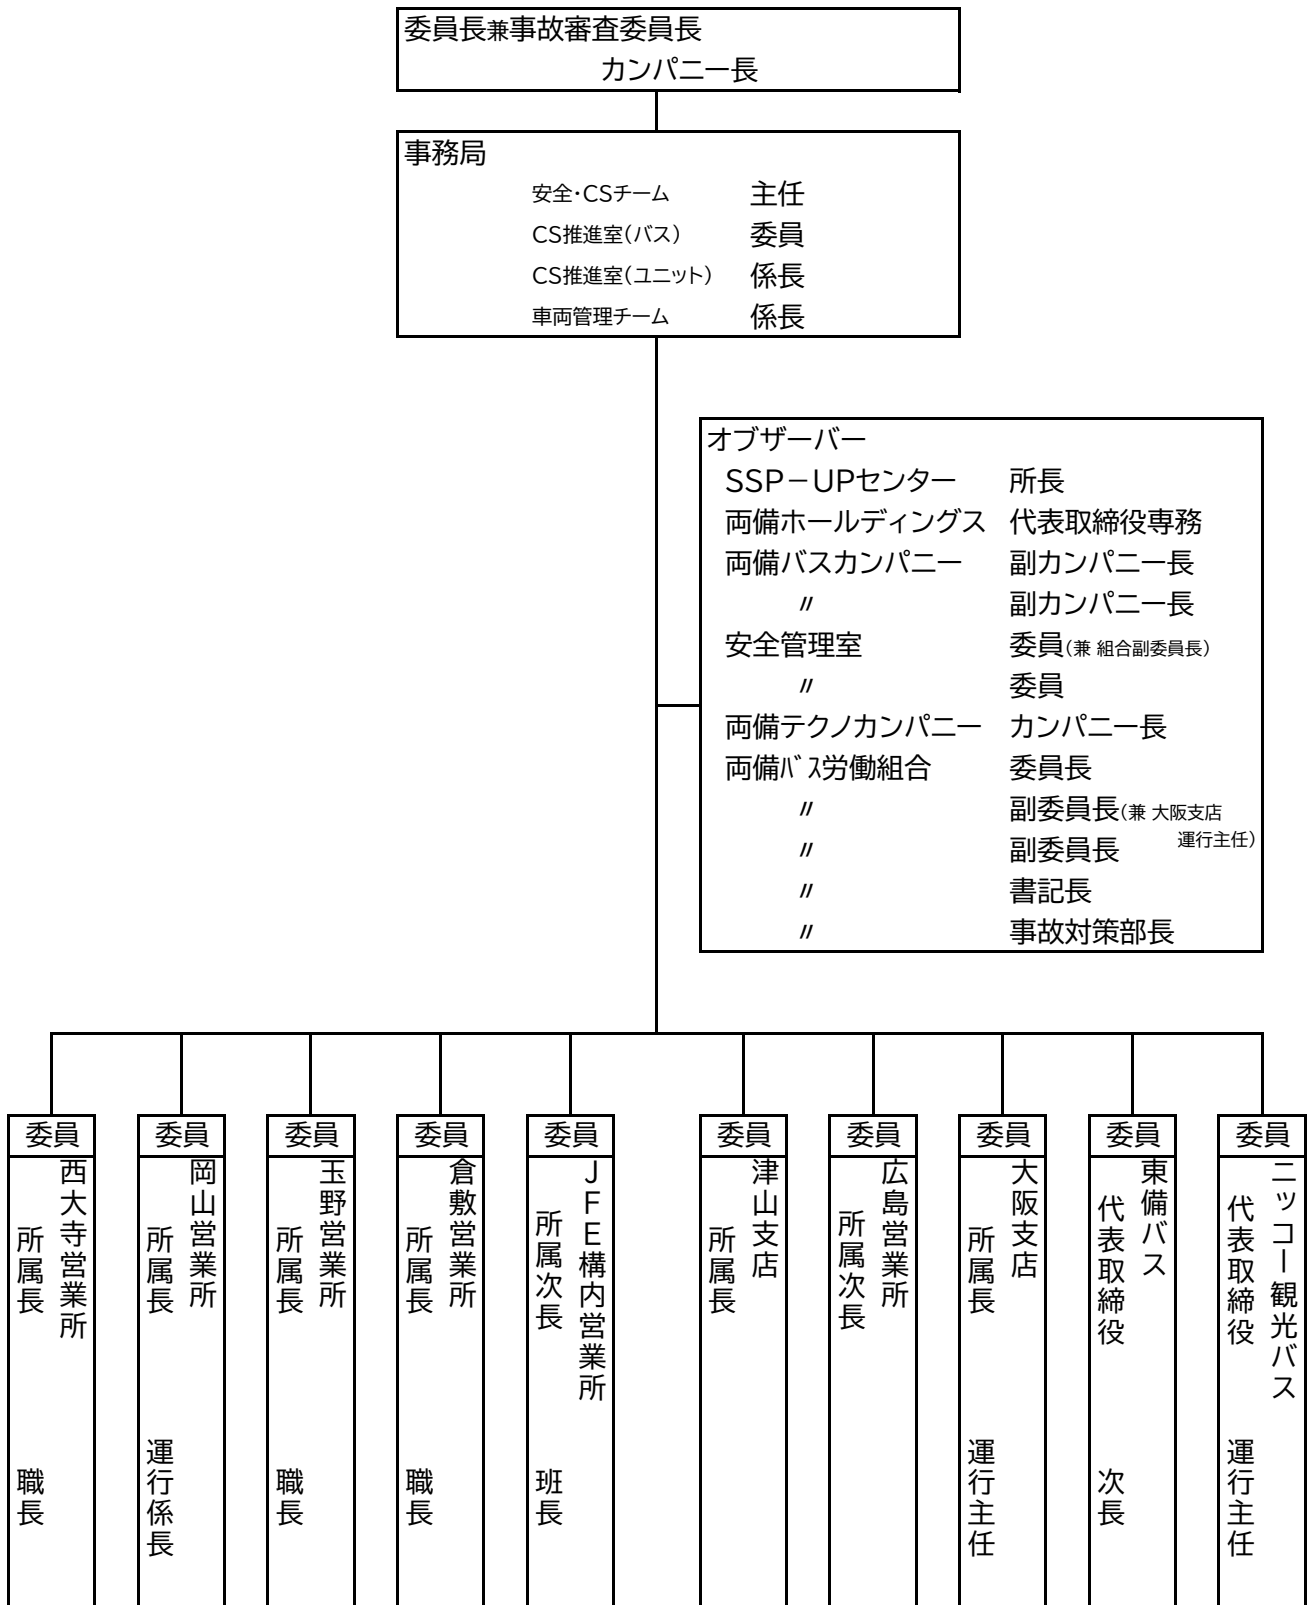 委員長兼事故審査委員長
カンパニー長
事務局
安全・CSチーム 主任
CS推進室（バス） 委員
CS推進室（ユニット） 係長
車両管理チーム 係長
オブザーバー
SSP－UPセンター 所長
両備ホールディングス 代表取締役専務
両備バスカンパニー 副カンパニー長
〃 副カンパニー長
安全管理室 委員（兼 組合副委員長）
〃 委員
両備テクノカンパニー カンパニー長
両備ﾊﾞｽ労働組合 委員長
〃 副委員長（兼 大阪支店
運行主任）
〃 副委員長
〃 書記長
〃 事故対策部長
委員
西大寺営業所
所属長 職長
委員
岡山営業所
所属長 運行係長
委員
玉野営業所
所属長 職長
委員
倉敷営業所
所属長 職長
委員
JFE構内営業所
所属次長 班長
委員
津山支店
所属長
委員
広島営業所
所属次長
委員
大阪支店
所属長 運行主任
委員
東備バス
代表取締役 次長
委員
ニッコー観光バス
代表取締役 運行主任